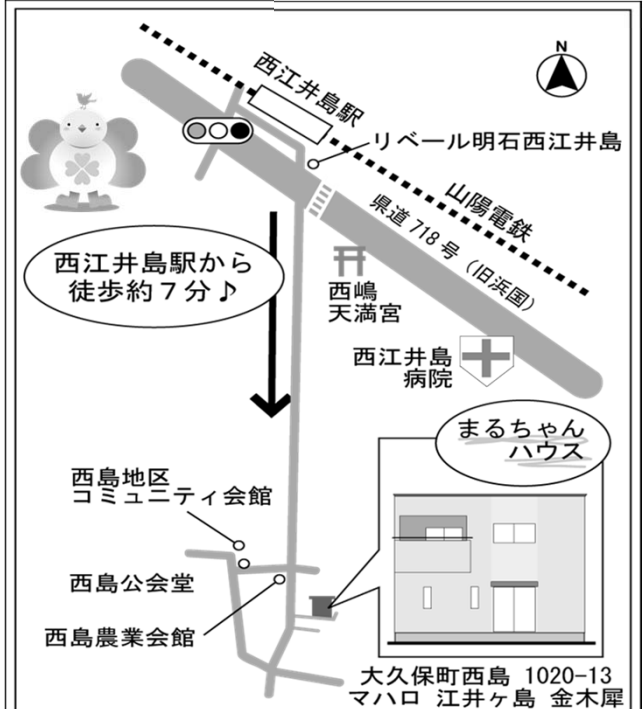 N
西江井島駅
リベール明石西江井島
山陽電鉄
県道718号（旧浜国）
西江井島駅から
徒歩約７分♪
西嶋
天満宮
西江井島
病院
まるちゃん
ハウス
西島地区
コミュニティ会館
西島公会堂
西島農業会館
大久保町西島 1020-13
マハロ 江井ヶ島 金木犀